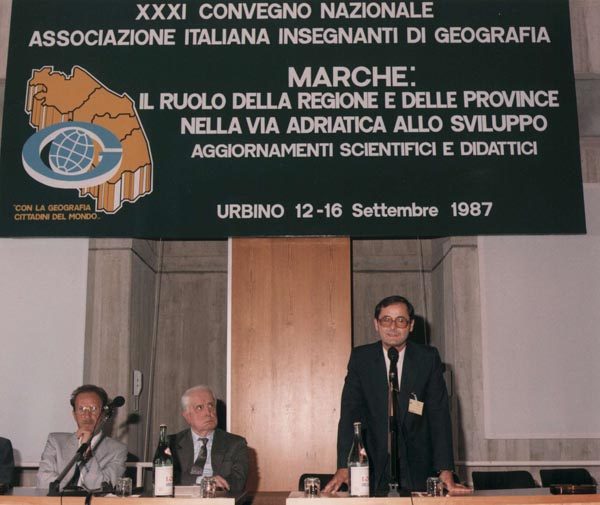 XXXI CONVEGNO NAZIONALE
ASSOCIAZIONE ITALIANA INSEGNANTI DI GEOGRAFIA
MARCHE:
IL RUOLO DELLA REGIONE E DELLE PROVINCE
NELLA VIA ADRIATICA ALLO SVILUPPO
AGGIORNAMENTI SCIENTIFICI E DIDATTICI
"CON LA GEOGRAFIA
CITTADINI DEL MONDO„
URBINO 12-16 Settembre 1987